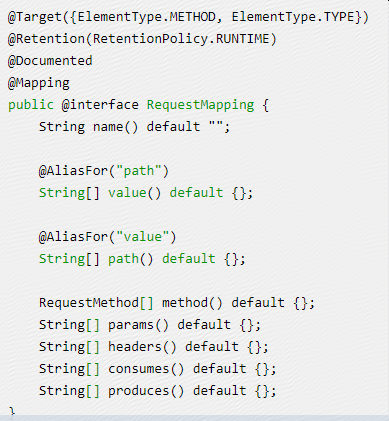 @Target({ElementType.METHOD, ElementType.TYPE})
@Retention(RetentionPolicy.RUNTIME)
@Documented
@Mapping
public @interface RequestMapping {
    String name() default "";

    @AliasFor("path")
    String[] value() default {};

    @AliasFor("value")
    String[] path() default {};

    RequestMethod[] method() default {};
    String[] params() default {};
    String[] headers() default {};
    String[] consumes() default {};
    String[] produces() default {};
}